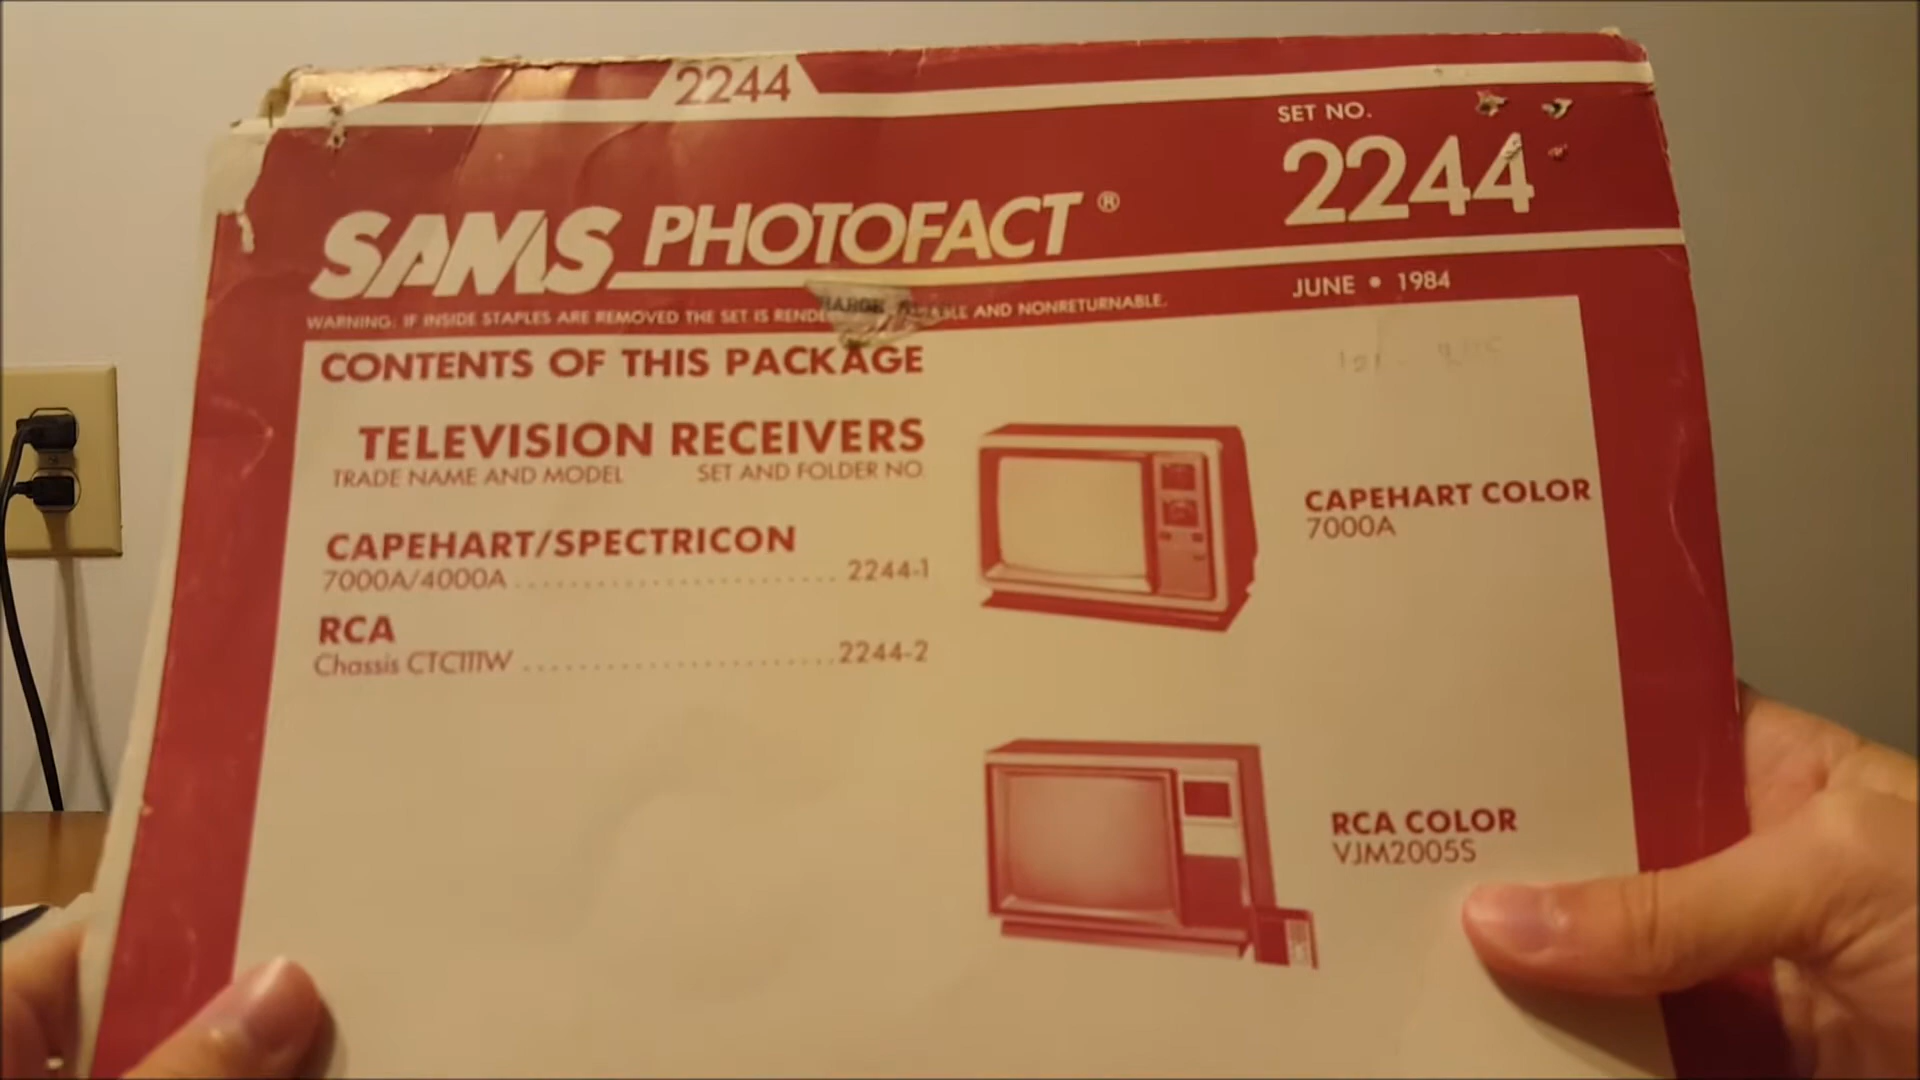 2244
SET NO.
2244
SAMS PHOTOFACT®
JUNE • 1984
WARNING: IF INSIDE STAPLES ARE REMOVED THE SET IS AND NONRETURNABLE.
CONTENTS OF THIS PACKAGE
TELEVISION RECEIVERS
TRADE NAME AND MODEL SET AND FOLDER NO.
CAPEHART/SPECTRICON
7000A/4000A ........................ 2244-1
RCA
Chassis CTC111W ........................ 2244-2
CAPEHART COLOR
7000A
RCA COLOR
VJM2005S